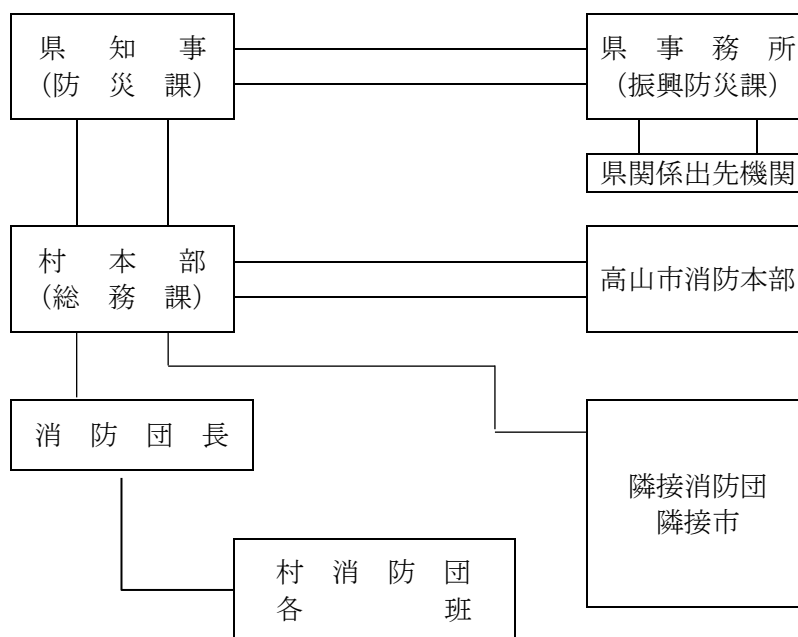 県知事
(防災課)
県事務所
(振興防災課)
県関係出先機関
村本部
(総務課)
高山市消防本部
消防団長
隣接消防団
隣接市
村消防団
各班